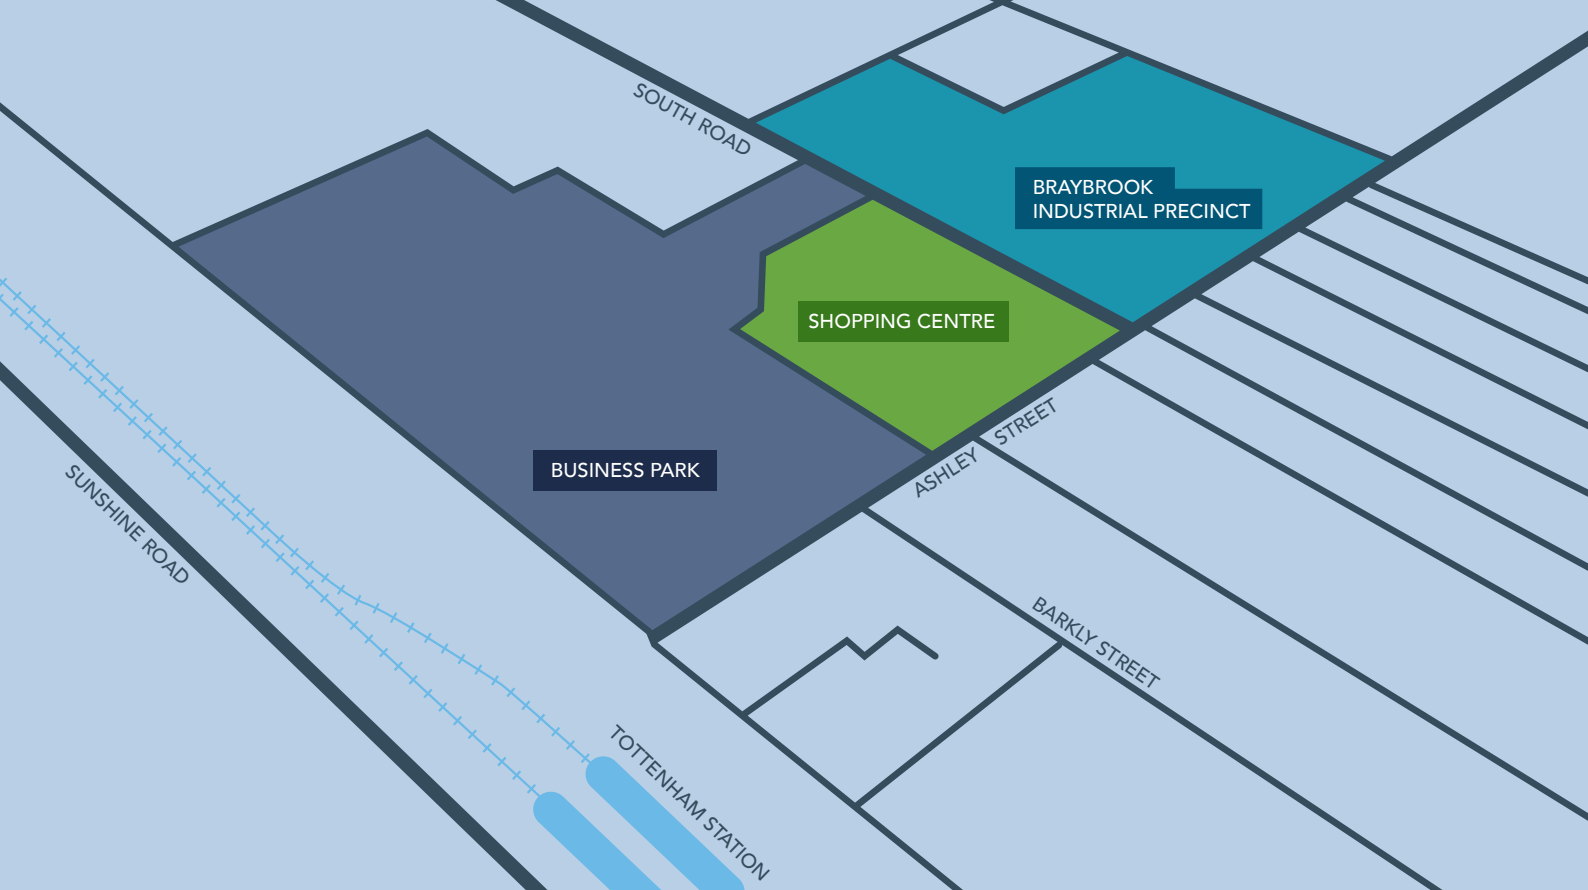 SOUTH ROAD
BRAYBROOK
INDUSTRIAL PRECINCT
SHOPPING CENTRE
BUSINESS PARK
ASHLEY STREET
SUNSHINE ROAD
BARKLY STREET
TOTTENHAM STATION